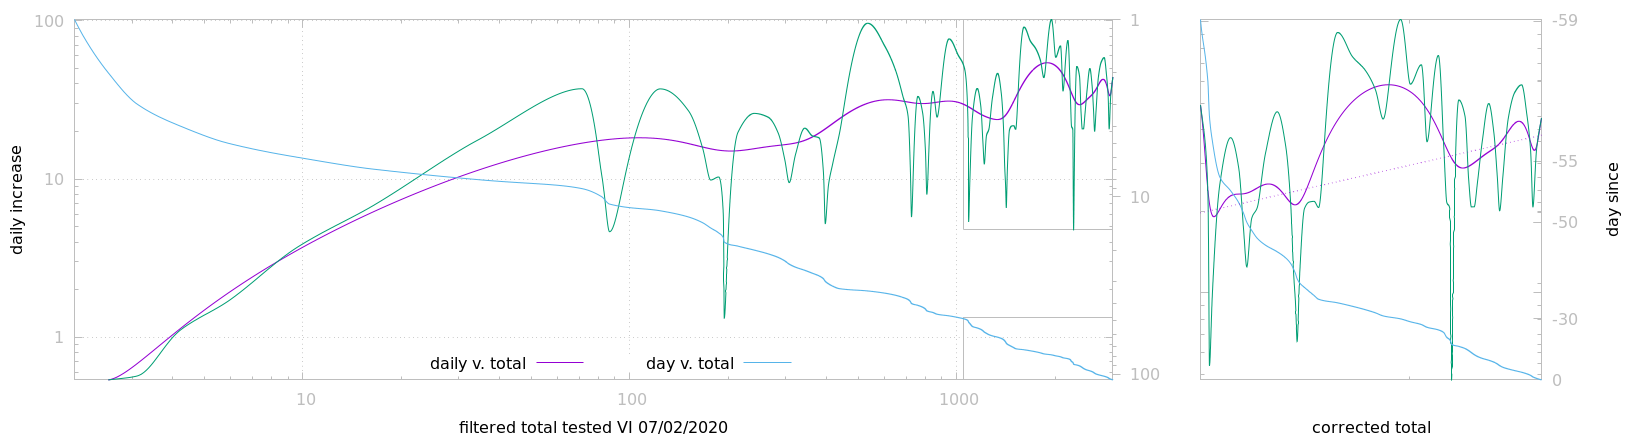 100
10
1
daily increase
10
100
1000
1
10
100
daily v. total
day v. total
filtered total tested VI 07/02/2020
-59
-55
-50
-30
0
day since
corrected total